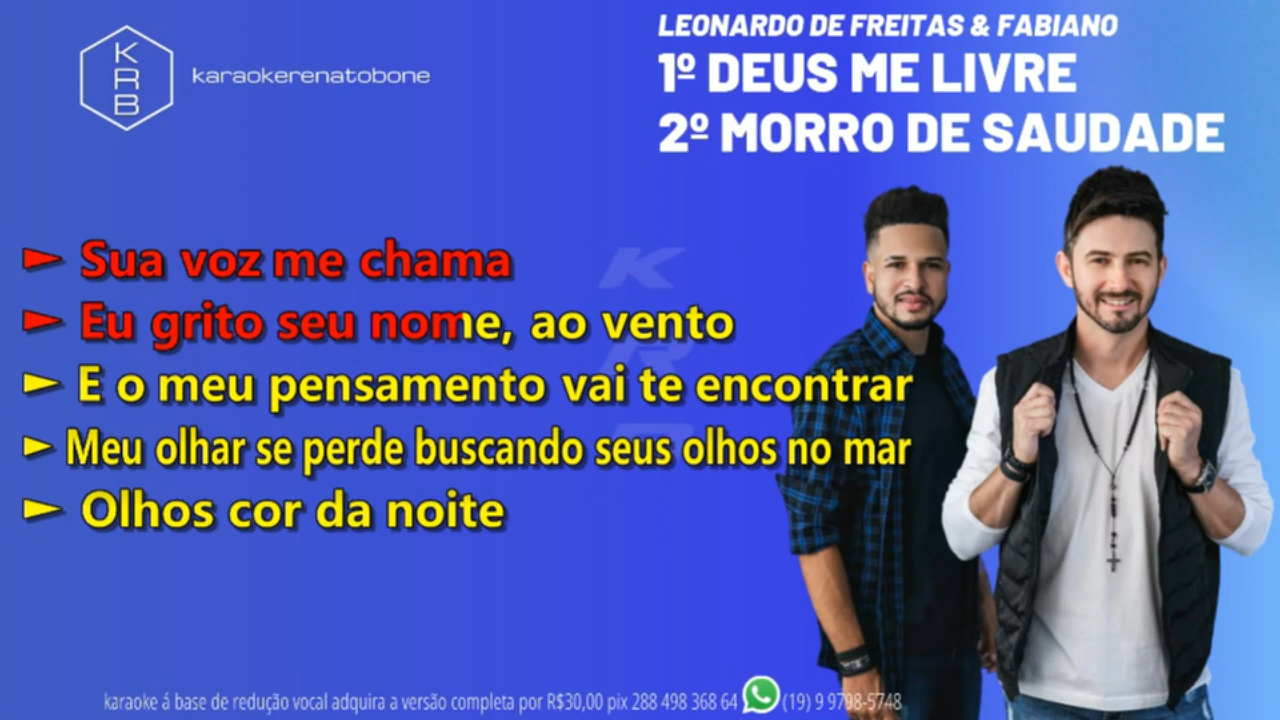 K
R
B
karaokerenatobone
LEONARDO DE FREITAS & FABIANO
1º DEUS ME LIVRE
2º MORRO DE SAUDADE
► Sua voz me chama
► Eu grito seu nome, ao vento
► E o meu pensamento vai te encontrar
► Meu olhar se perde buscando seus olhos no mar
► Olhos cor da noite
K
R
B
karaoke á base de redução vocal adquira a versão completa por R$30,00 pix 288 498 368 64 (19) 9 9798-5748